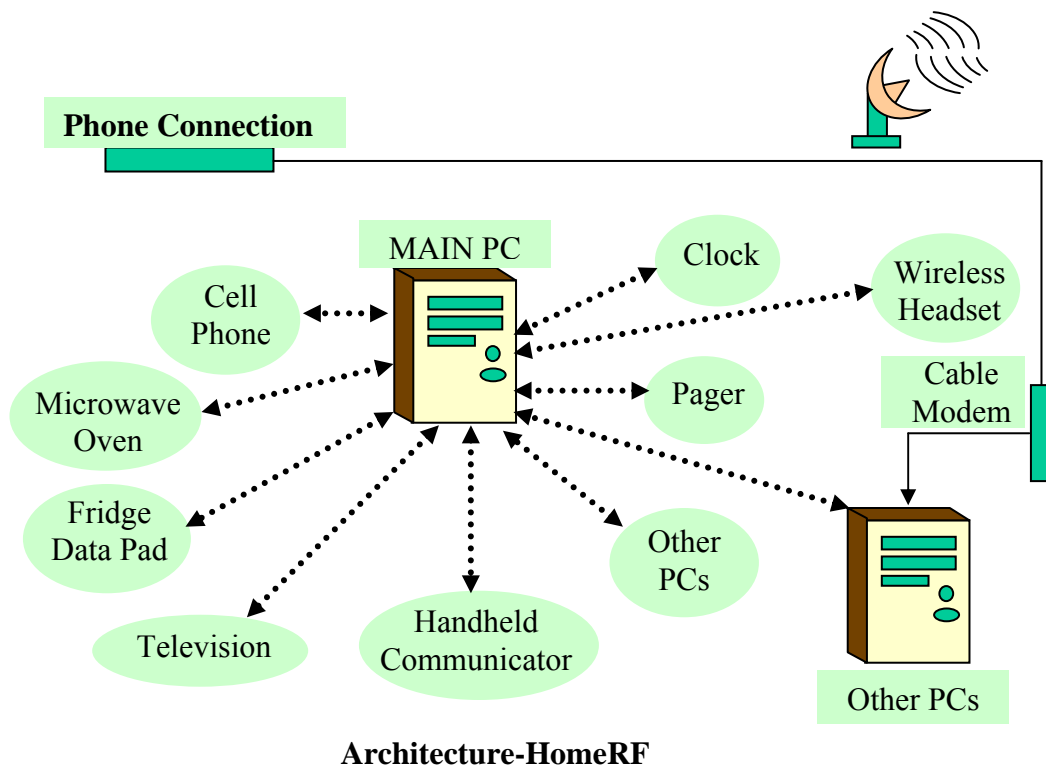 Phone Connection
MAIN PC
Clock
Wireless
Headset
Cell
Phone
Cable
Modem
Pager
Microwave
Oven
Fridge
Data Pad
Other
PCs
Television
Handheld
Communicator
Other PCs
Architecture-HomeRF